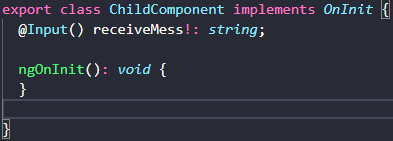 export class ChildComponent implements OnInit {
@Input() receiveMess!: string;
ngOnInit(): void {
}
}